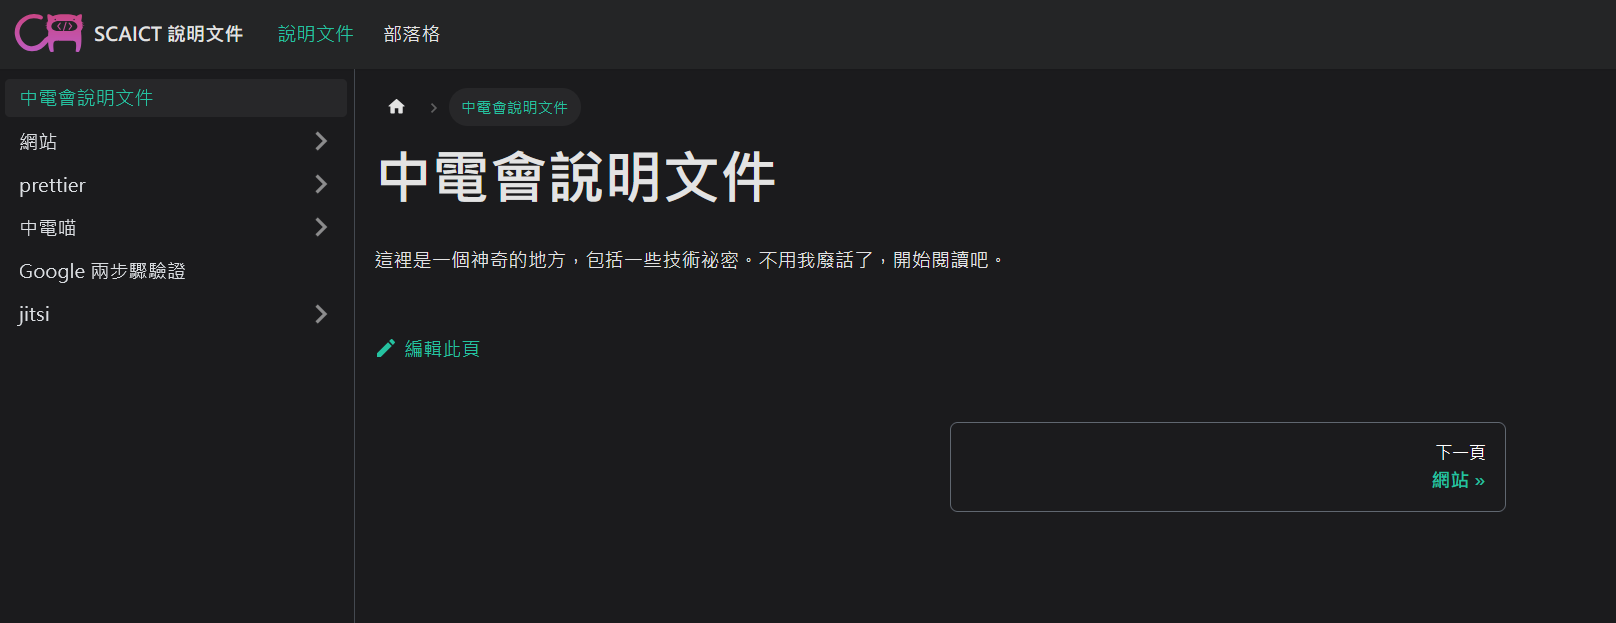 SCAICT 說明文件 說明文件 部落格
中電會說明文件
網站
prettier
中電喵
Google 兩步驟驗證
jitsi
中電會說明文件
中電會說明文件
這裡是一個神奇的地方，包括一些技術祕密。不用我廢話了，開始閱讀吧。
編輯此頁
下一頁
網站 »